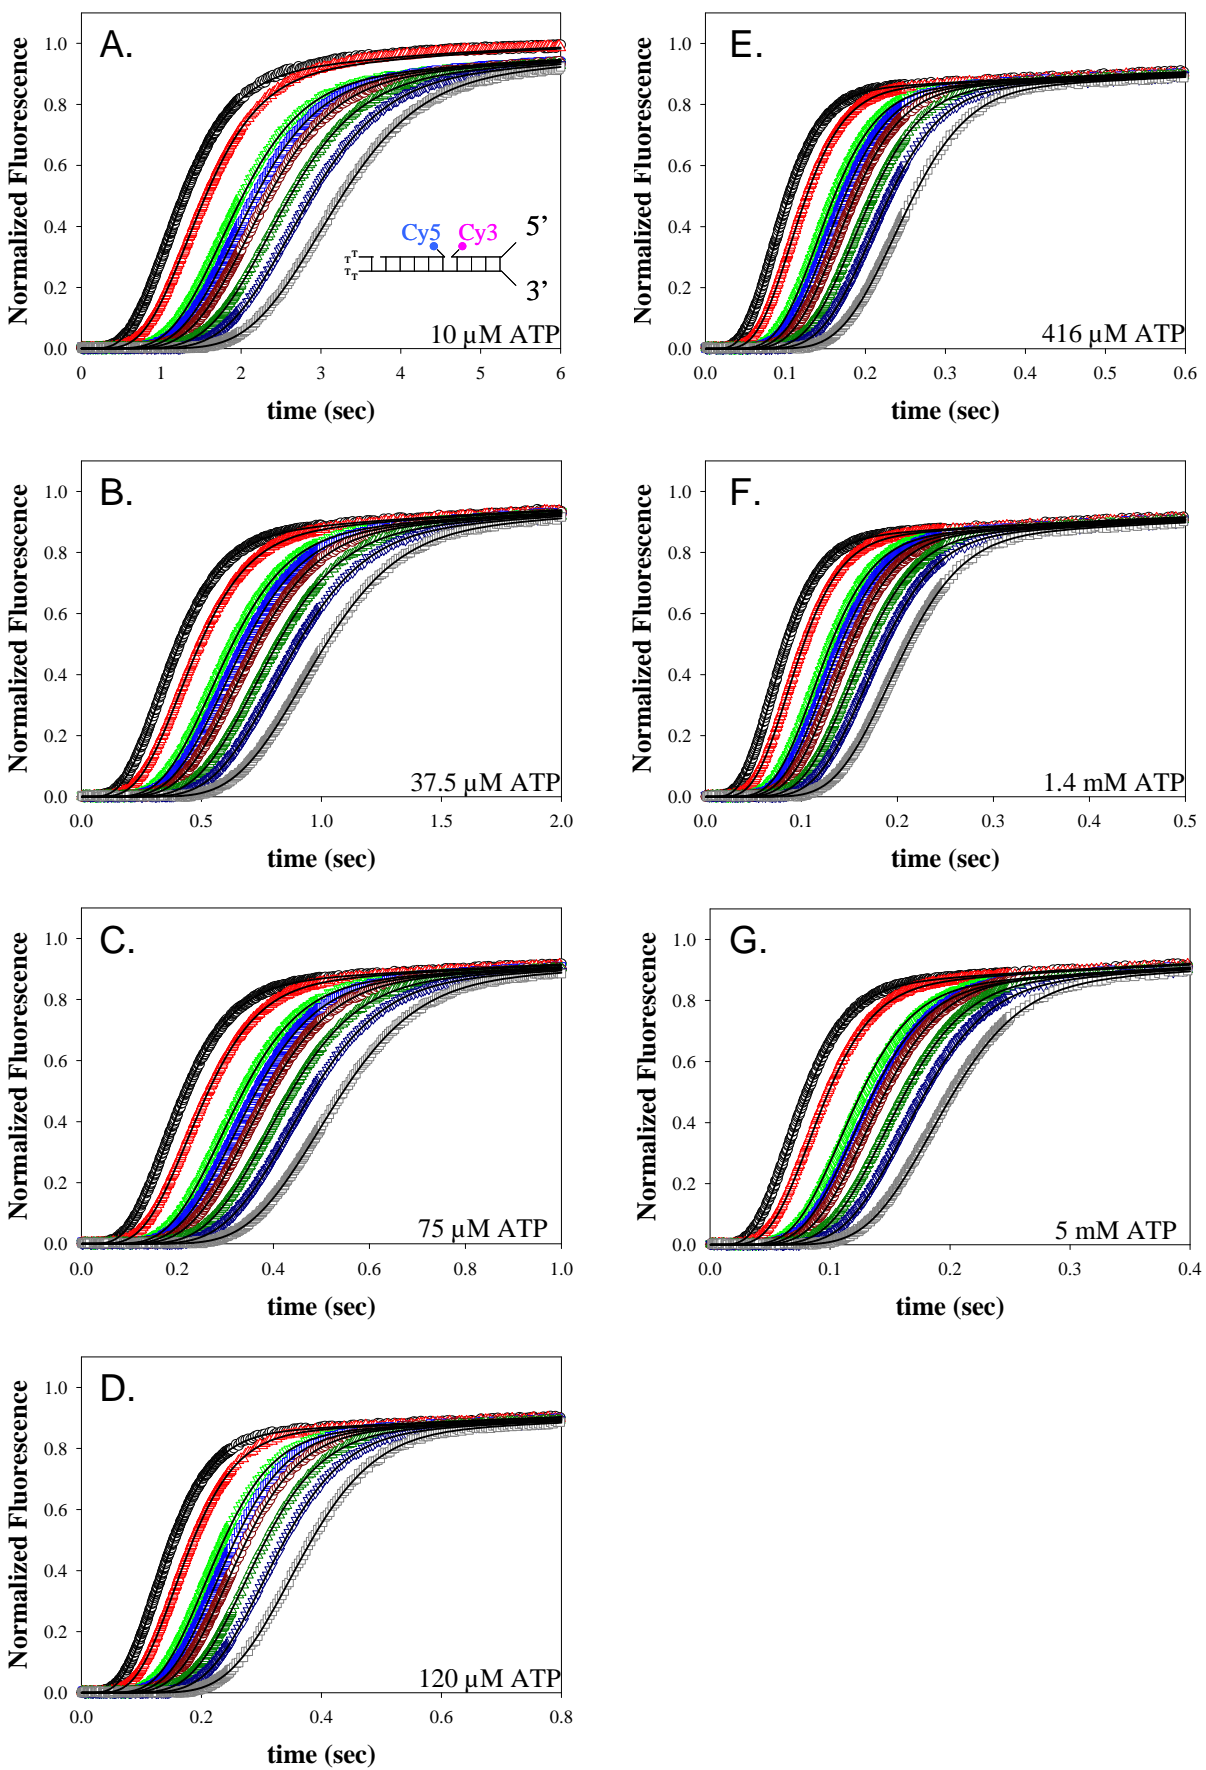 A.
Normalized Fluorescence
1.0
0.8
0.6
0.4
0.2
0.0
Cy5 Cy3
5’
3’
T T
T T
10 µM ATP
0 1 2 3 4 5 6
time (sec)
E.
Normalized Fluorescence
1.0
0.8
0.6
0.4
0.2
0.0
416 µM ATP
0.0 0.1 0.2 0.3 0.4 0.5 0.6
time (sec)
B.
Normalized Fluorescence
1.0
0.8
0.6
0.4
0.2
0.0
37.5 µM ATP
0.0 0.5 1.0 1.5 2.0
time (sec)
F.
Normalized Fluorescence
1.0
0.8
0.6
0.4
0.2
0.0
1.4 mM ATP
0.0 0.1 0.2 0.3 0.4 0.5
time (sec)
C.
Normalized Fluorescence
1.0
0.8
0.6
0.4
0.2
0.0
75 µM ATP
0.0 0.2 0.4 0.6 0.8 1.0
time (sec)
G.
Normalized Fluorescence
1.0
0.8
0.6
0.4
0.2
0.0
5 mM ATP
0.0 0.1 0.2 0.3 0.4
time (sec)
D.
Normalized Fluorescence
1.0
0.8
0.6
0.4
0.2
0.0
120 µM ATP
0.0 0.2 0.4 0.6 0.8
time (sec)